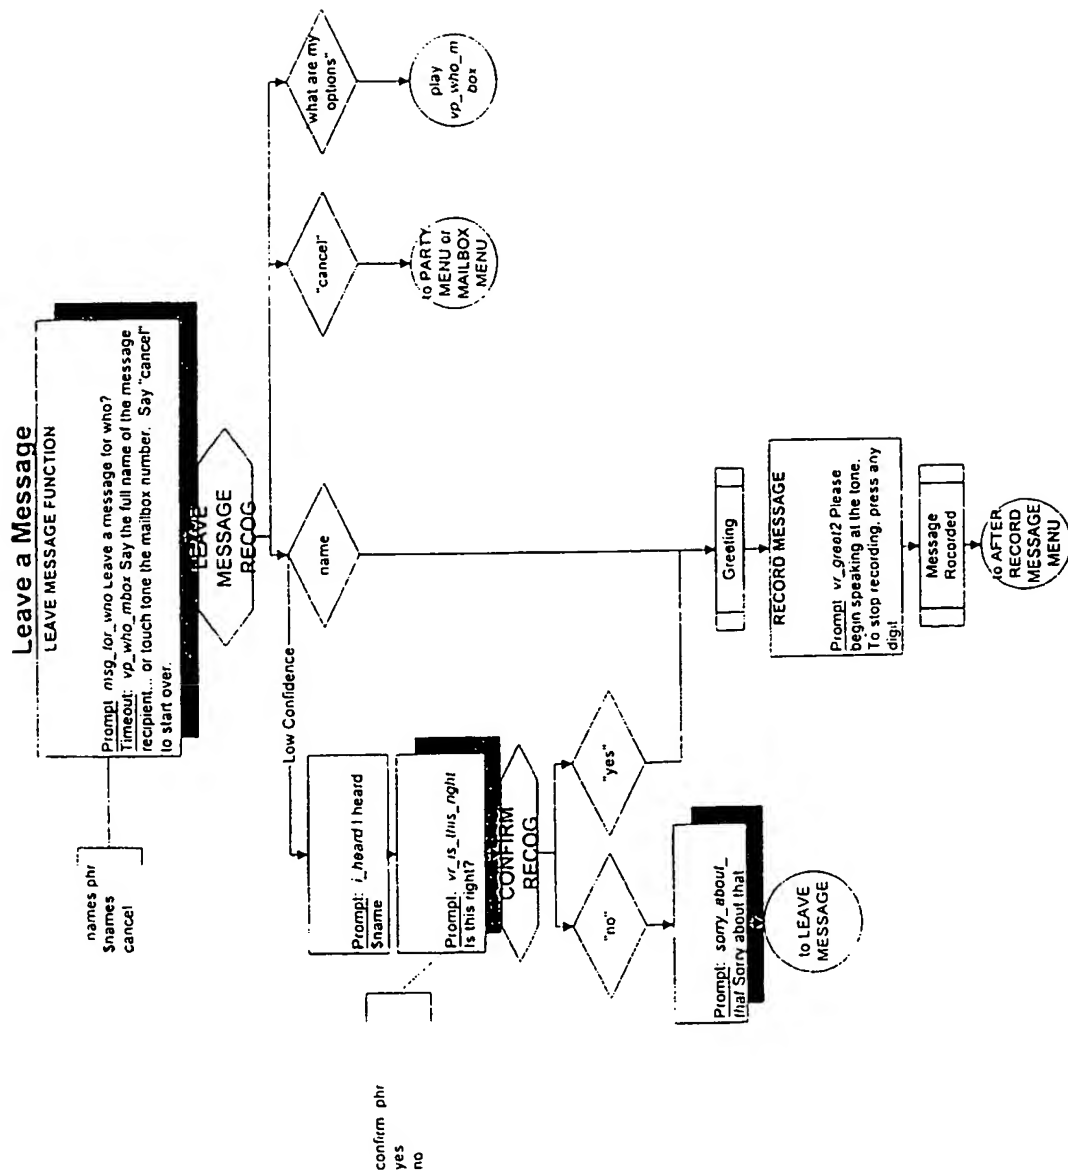 Leave a Message
LEAVE MESSAGE FUNCTION
Prompt msg_for_who Leave a message for who?
Timeout: vp_who_mbox Say the full name of the message
recipient... or touch tone the mailbox number. Say "cancel"
to start over.
names phr
$names
cancel
LEAVE
MESSAGE
RECOG
Low Confidence
name
"cancel"
what are my
options"
to PARTY
MENU or
MAILBOX
MENU
play
vp_who_m
box
Prompt: i_heard I heard
$name
Prompt. vr_is_this_right
Is this right?
confirm phr
yes
no
CONFIRM
RECOG
"no"
"yes"
Prompt: sorry_about_
that Sorry about that
to LEAVE
MESSAGE
Greeting
RECORD MESSAGE
Prompt vr_greet2 Please
begin speaking at the tone.
To stop recording, press any
digit
Message
Rocorded
to AFTER
RECORD
MESSAGE
MENU